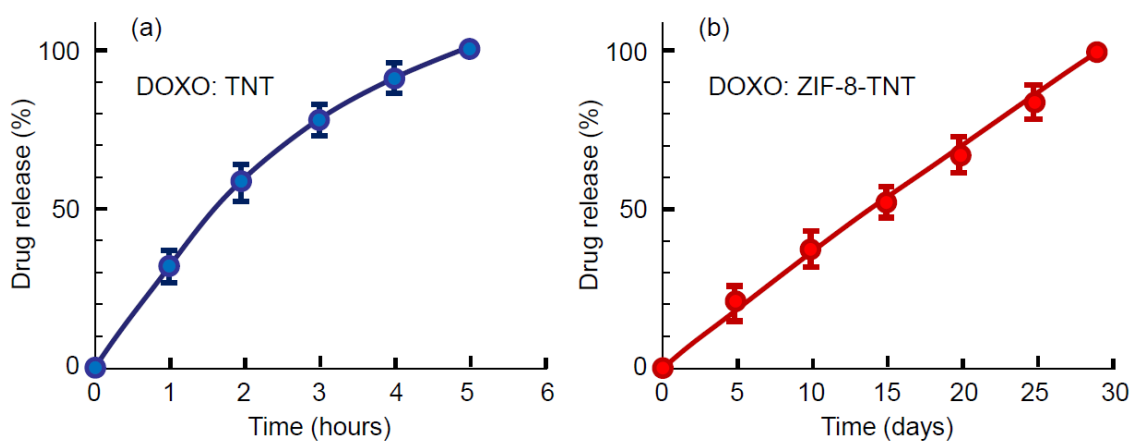 (a)
DOXO: TNT
Drug release (%)
100
50
0
0 1 2 3 4 5 6
Time (hours)
(b)
DOXO: ZIF-8-TNT
Drug release (%)
100
50
0
0 5 10 15 20 25 30
Time (days)